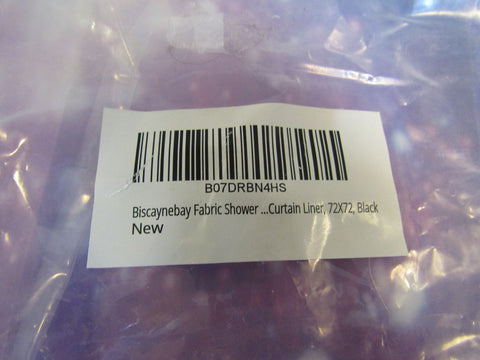 B07DRBN4HS
Biscaynebay Fabric Shower ...Curtain Liner, 72X72, Black
New